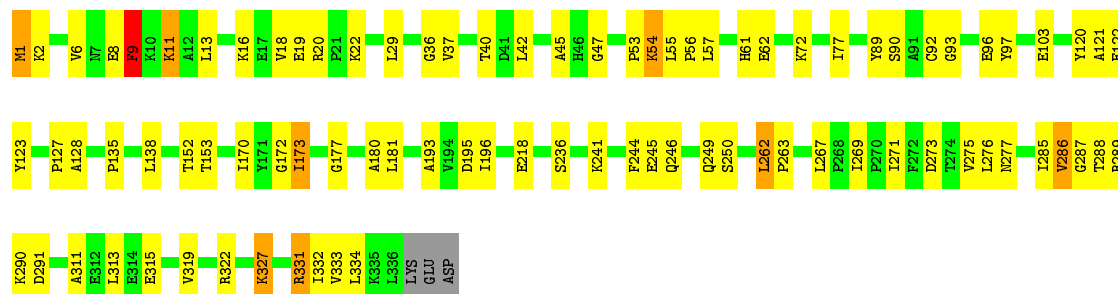 M1 K2 V6 N7 E8 F9 K10 K11 A12 L13 K16 E17 V18 E19 R20 P21 K22 L29 G36 V37 T40 D41 L42 A45 H46 G47 P53 K54 L55 P56 L57 H61 E62 K72 I77 Y89 S90 A91 C92 G93 E96 Y97 E103 Y120 A121
Y123 P127 A128 P135 L138 T152 T153 I170 Y171 G172 I173 G177 A180 L181 A193 V194 D195 I196 E218 S236 K241 F244 E245 Q246 Q249 S250 L262 P263 L267 P268 I269 P270 I271 F272 D273 T274 V275 L276 N277 I285 V286 G287 T288
K290 D291 A311 E312 L313 E314 E315 V319 R322 K327 R331 I332 V333 L334 K335 L336 LYS GLU ASP